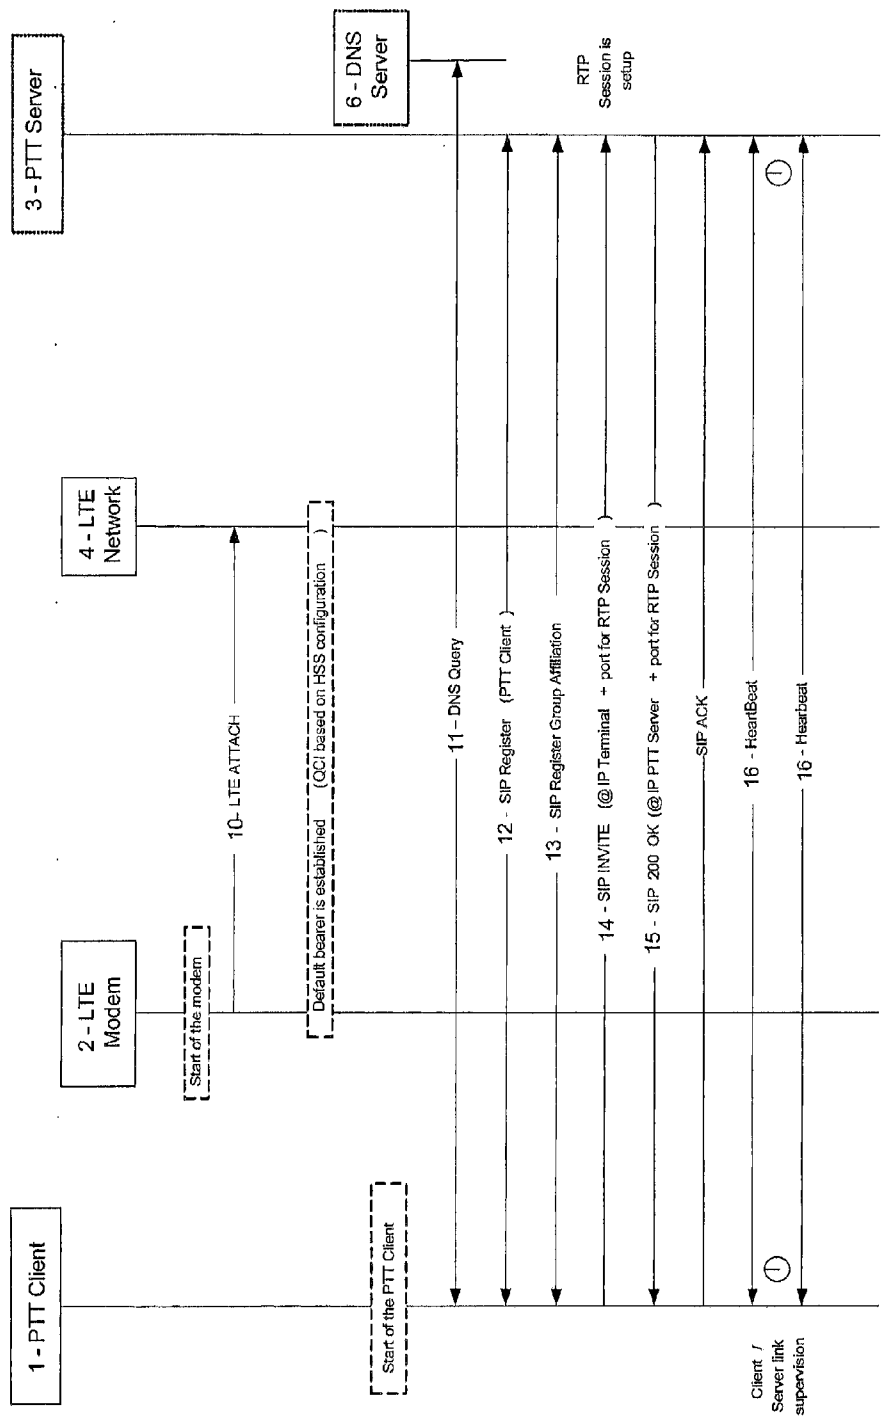 1 - PTT Client
2 - LTE
Modem
4 - LTE
Network
3 - PTT Server
6 - DNS
Server
Start of the modem
10- LTE ATTACH
Default bearer is established (QCI based on HSS configuration )
Start of the PTT Client
11 - DNS Query
12 - SIP Register (PTT Client )
13 - SIP Register Group Affiliation
14 - SIP INVITE (@ IP Terminal + port for RTP Session )
RTP
Session is
setup
15 - SIP 200 OK (@ IP PTT Server + port for RTP Session )
SIP ACK
16 - HeartBeat
Client /
Server link
supervision
16 - Hearbeat